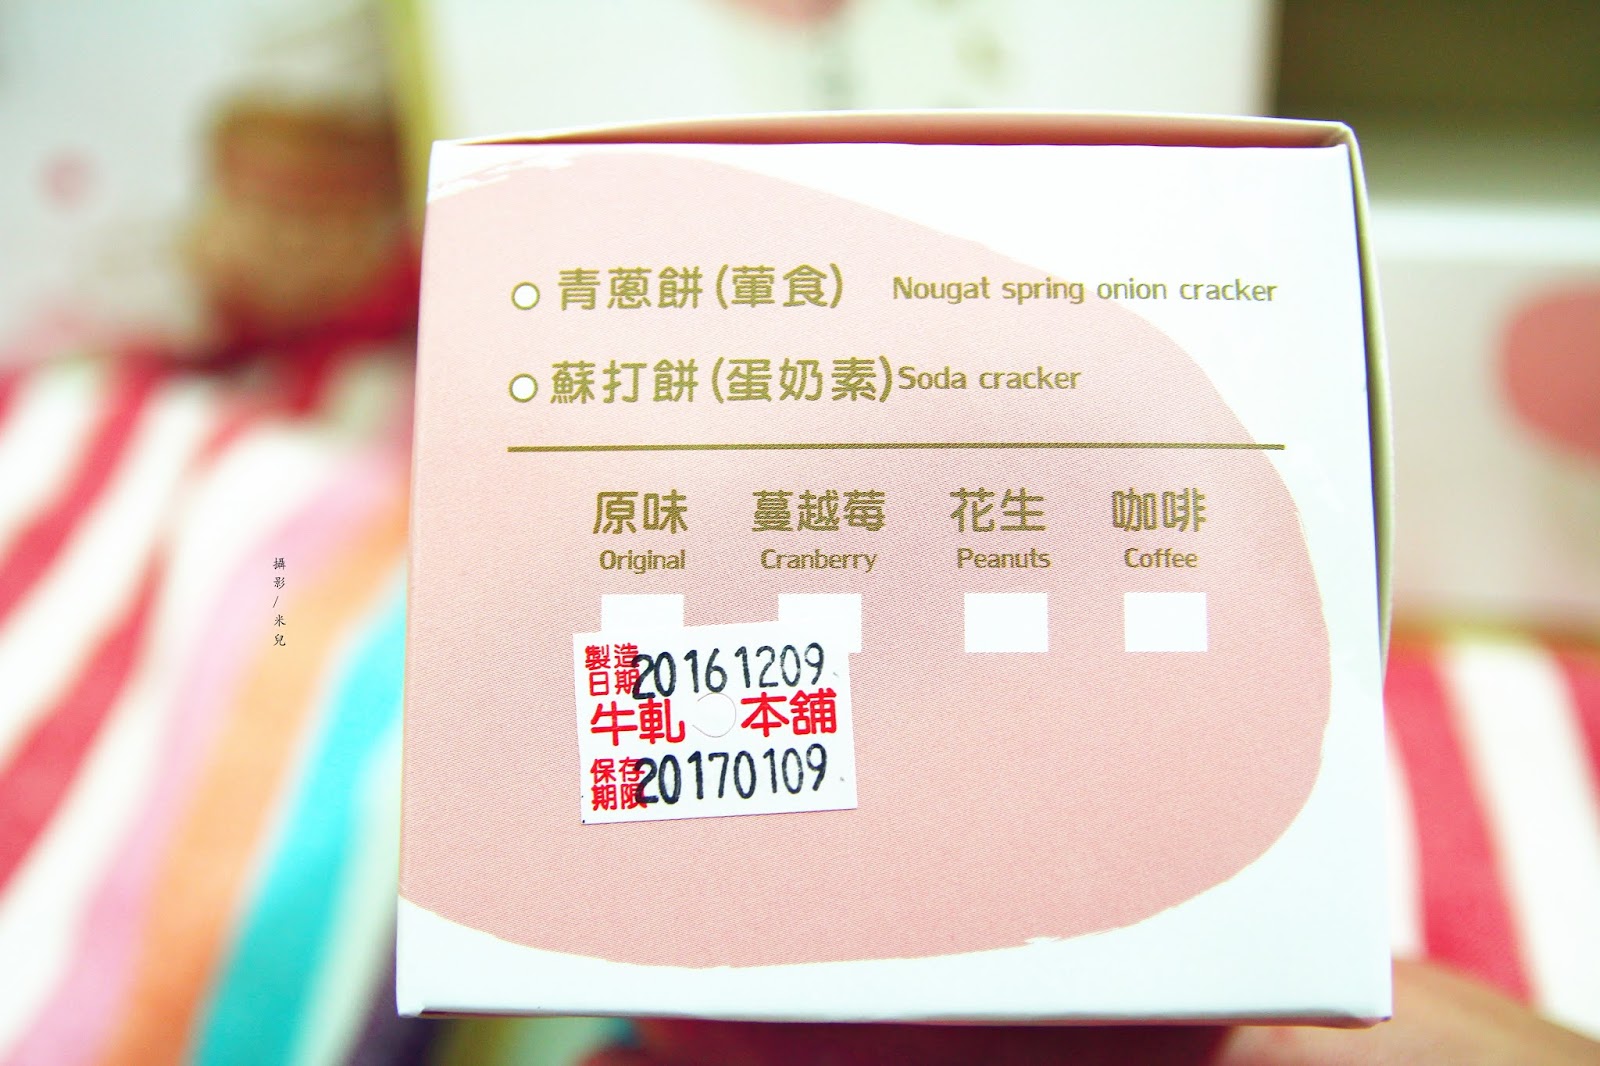 青蔥餅(葷食) Nougat spring onion cracker
蘇打餅(蛋奶素)Soda cracker
原味 蔓越莓 花生 咖啡
Original Cranberry Peanuts Coffee
製造日期 20161209
牛軋 本舖
保存期限 20170109
攝影/米兒